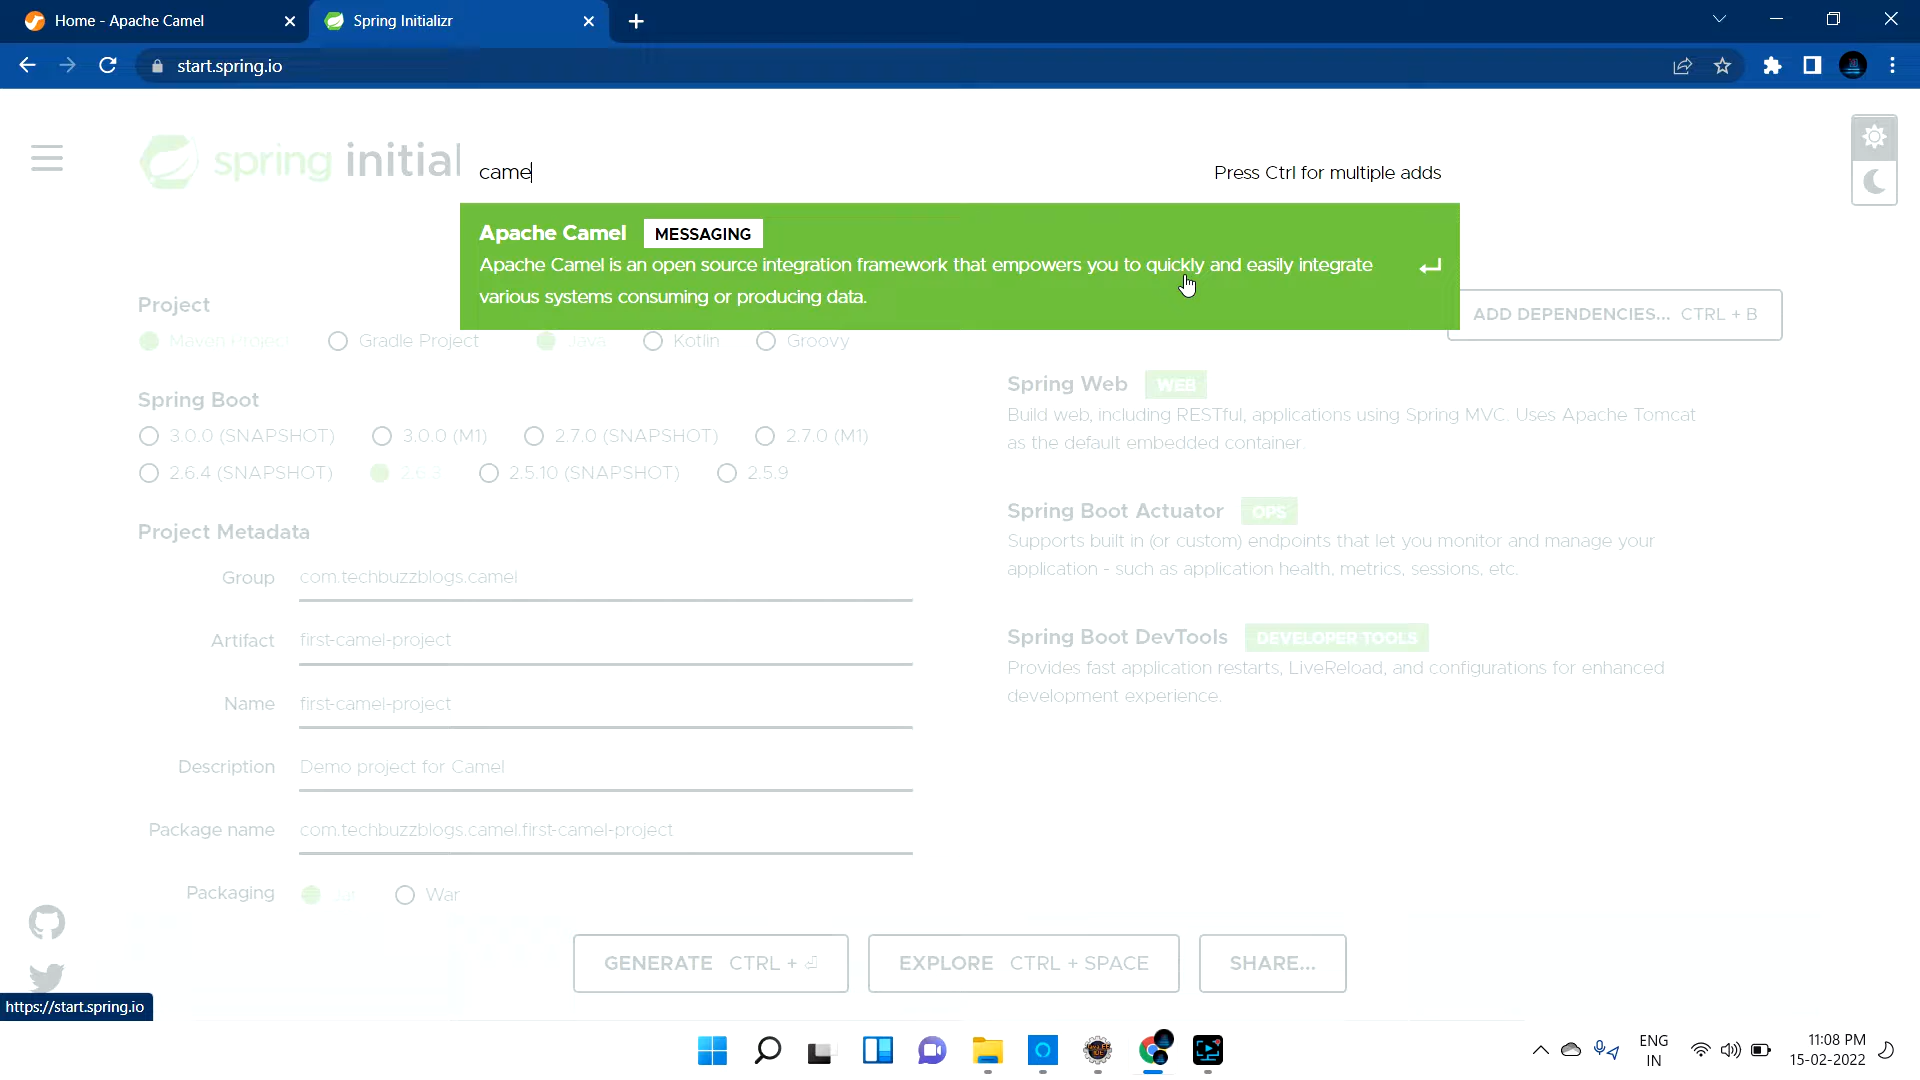 Home - Apache Camel
Spring Initializr
start.spring.io
spring initial
came
Press Ctrl for multiple adds
Apache Camel MESSAGING
Apache Camel is an open source integration framework that empowers you to quickly and easily integrate
various systems consuming or producing data.
Project
Maven Project
Gradle Project
Java
Kotlin
Groovy
ADD DEPENDENCIES... CTRL + B
Spring Boot
3.0.0 (SNAPSHOT)
3.0.0 (M1)
2.7.0 (SNAPSHOT)
2.7.0 (M1)
2.6.4 (SNAPSHOT)
2.6.3
2.5.10 (SNAPSHOT)
2.5.9
Project Metadata
Group com.techbuzzblogs.camel
Artifact first-camel-project
Name first-camel-project
Description Demo project for Camel
Package name com.techbuzzblogs.camel.first-camel-project
Packaging Jar War
Spring Web WEB
Build web, including RESTful, applications using Spring MVC. Uses Apache Tomcat
as the default embedded container.
Spring Boot Actuator OPS
Supports built in (or custom) endpoints that let you monitor and manage your
application - such as application health, metrics, sessions, etc.
Spring Boot DevTools DEVELOPER TOOLS
Provides fast application restarts, LiveReload, and configurations for enhanced
development experience.
GENERATE CTRL + ⏎
EXPLORE CTRL + SPACE
SHARE...
https://start.spring.io
ENG
IN
11:08 PM
15-02-2022